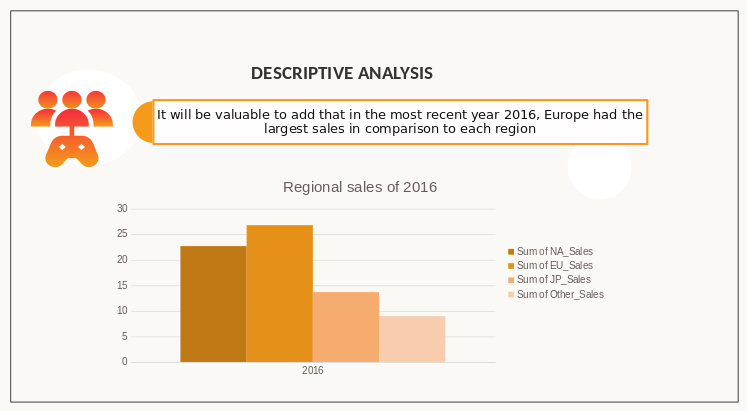 DESCRIPTIVE ANALYSIS
It will be valuable to add that in the most recent year 2016, Europe had the
largest sales in comparison to each region
Regional sales of 2016
30
25
20
15
10
5
0
2016
Sum of NA_Sales
Sum of EU_Sales
Sum of JP_Sales
Sum of Other_Sales